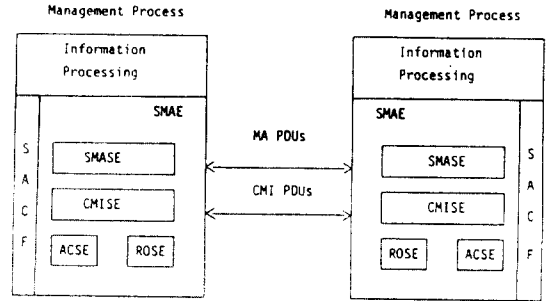 Management Process
Information
Processing
SMAE
S
A
C
F
SMASE
CMISE
ACSE
ROSE
MA PDUs
CMI PDUs
Management Process
Information
Processing
SMAE
SMASE
CMISE
ROSE
ACSE
S
A
C
F